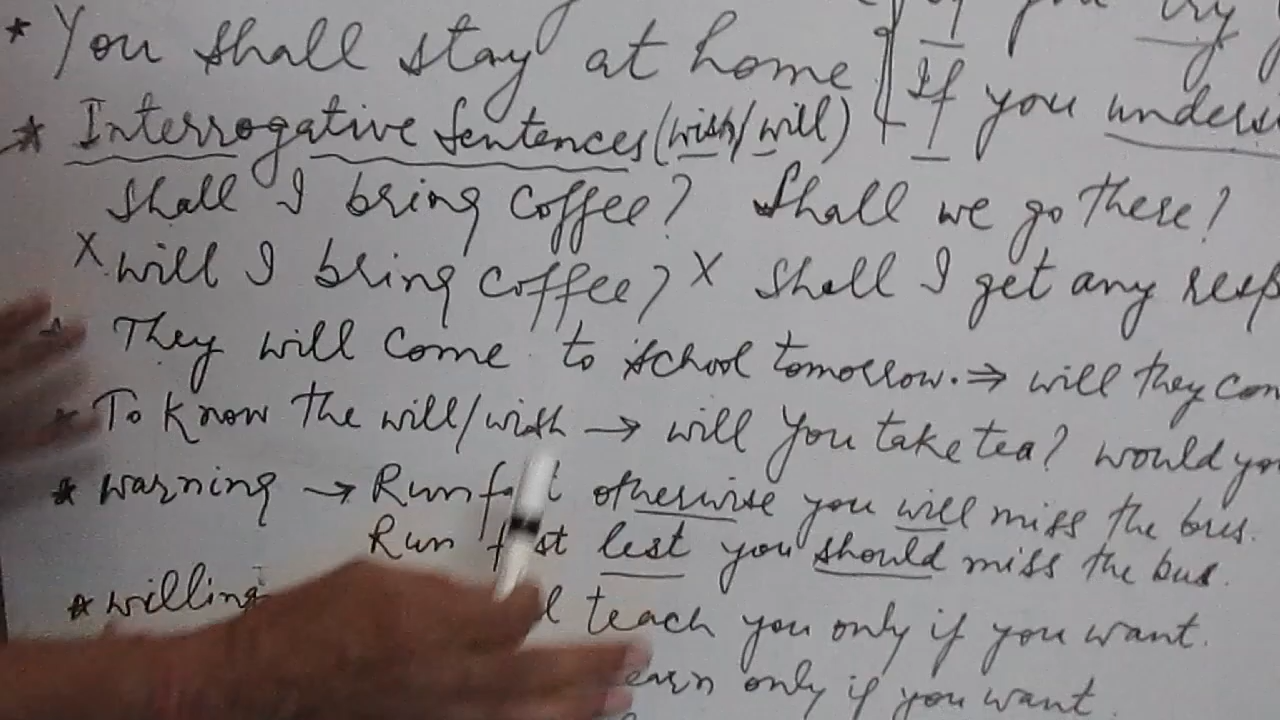 * You shall stay at home
you try
If you
* Interrogative Sentences (wish/will)
Shall I bring coffee? Shall we go there?
X will I bring coffee? X Shall I get any
* They will come to school tomorrow. ⇒ will they
* To know the will/wish → will you take tea? would
* warning → Run otherwise you will miss the bus.
Run fast lest you should miss the bus.
* teach you only if you want.
only if you want.